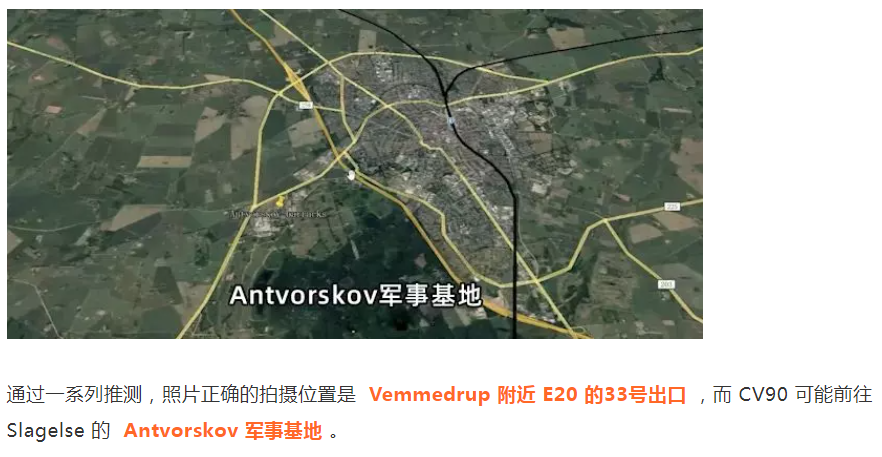 Antvorskov军事基地
通过一系列推测，照片正确的拍摄位置是 Vemmedrup 附近 E20 的33号出口 ，而 CV90 可能前往
Slagelse 的 Antvorskov 军事基地 。